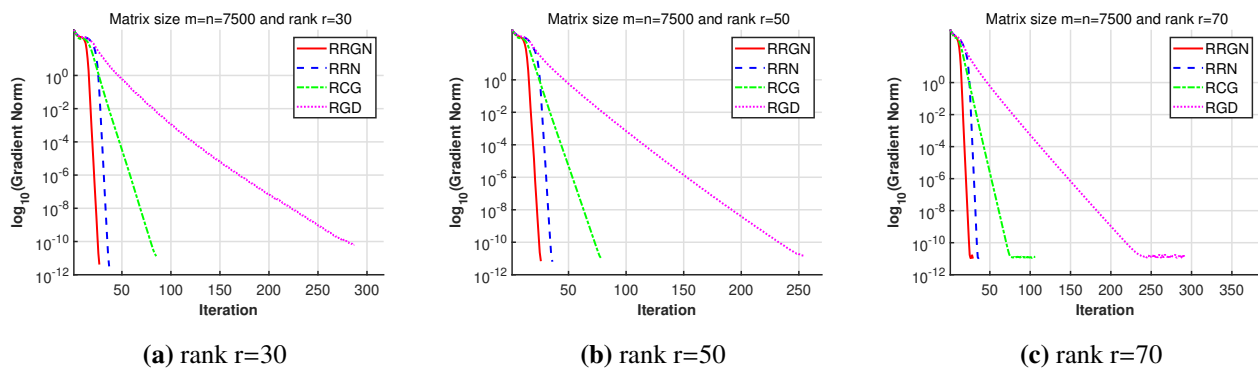 Matrix size m=n=7500 and rank r=30
log10(Gradient Norm)
10^0
10^-2
10^-4
10^-6
10^-8
10^-10
10^-12
RRGN
RRN
RCG
RGD
50 100 150 200 250 300
Iteration
(a) rank r=30
Matrix size m=n=7500 and rank r=50
log10(Gradient Norm)
10^0
10^-2
10^-4
10^-6
10^-8
10^-10
10^-12
RRGN
RRN
RCG
RGD
50 100 150 200 250
Iteration
(b) rank r=50
Matrix size m=n=7500 and rank r=70
log10(Gradient Norm)
10^0
10^-2
10^-4
10^-6
10^-8
10^-10
10^-12
RRGN
RRN
RCG
RGD
50 100 150 200 250 300 350
Iteration
(c) rank r=70